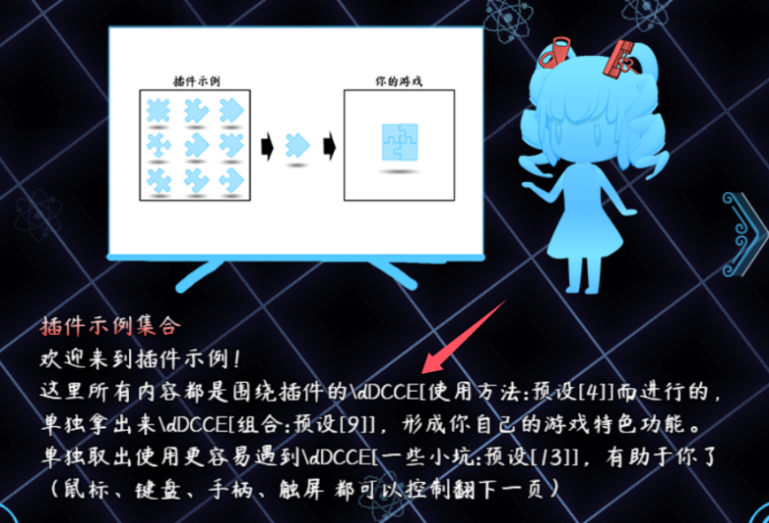 插件示例
你的游戏
插件示例集合
欢迎来到插件示例！
这里所有内容都是围绕插件的\dDCCE[使用方法:预设[4]]而进行的，
单独拿出来\dDCCE[组合:预设[9]]，形成你自己的游戏特色功能。
单独取出使用更容易遇到\dDCCE[一些小坑:预设[13]]，有助于你了
（鼠标、键盘、手柄、触屏 都可以控制翻下一页）